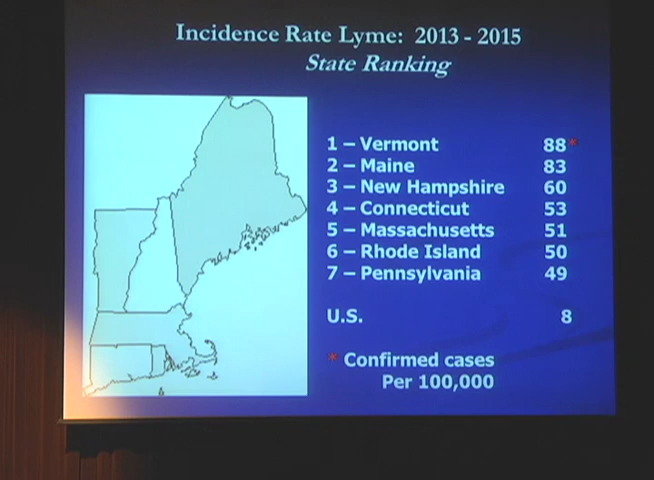 Incidence Rate Lyme: 2013 - 2015
State Ranking
1 – Vermont 88*
2 – Maine 83
3 – New Hampshire 60
4 – Connecticut 53
5 – Massachusetts 51
6 – Rhode Island 50
7 – Pennsylvania 49
U.S. 8
* Confirmed cases
Per 100,000